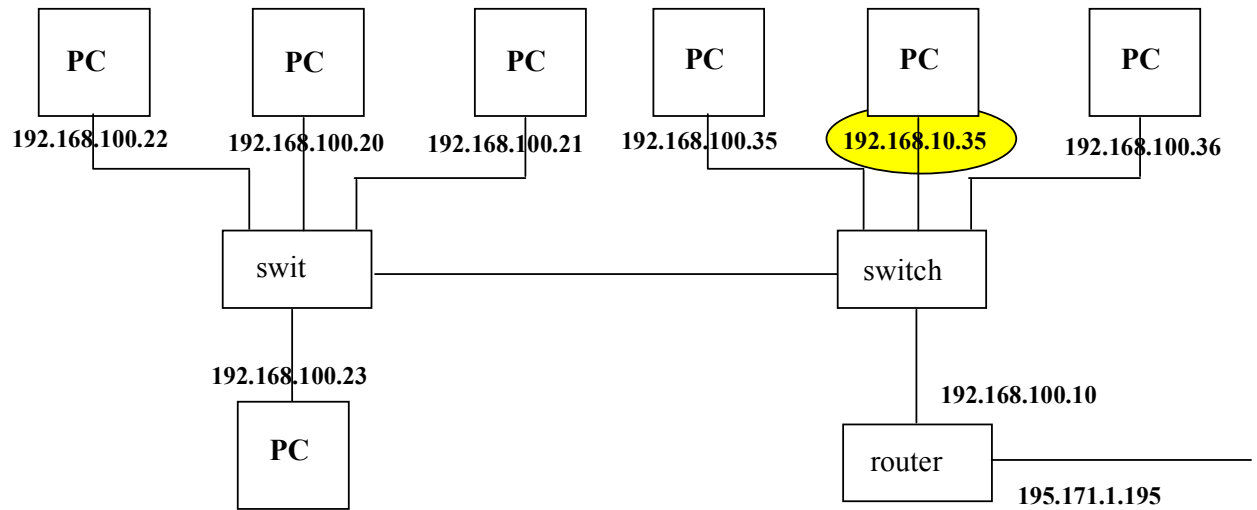 PC
PC
PC
PC
PC
PC
192.168.100.22
192.168.100.20
192.168.100.21
192.168.100.35
192.168.10.35
192.168.100.36
swit
switch
192.168.100.23
192.168.100.10
PC
router
195.171.1.195